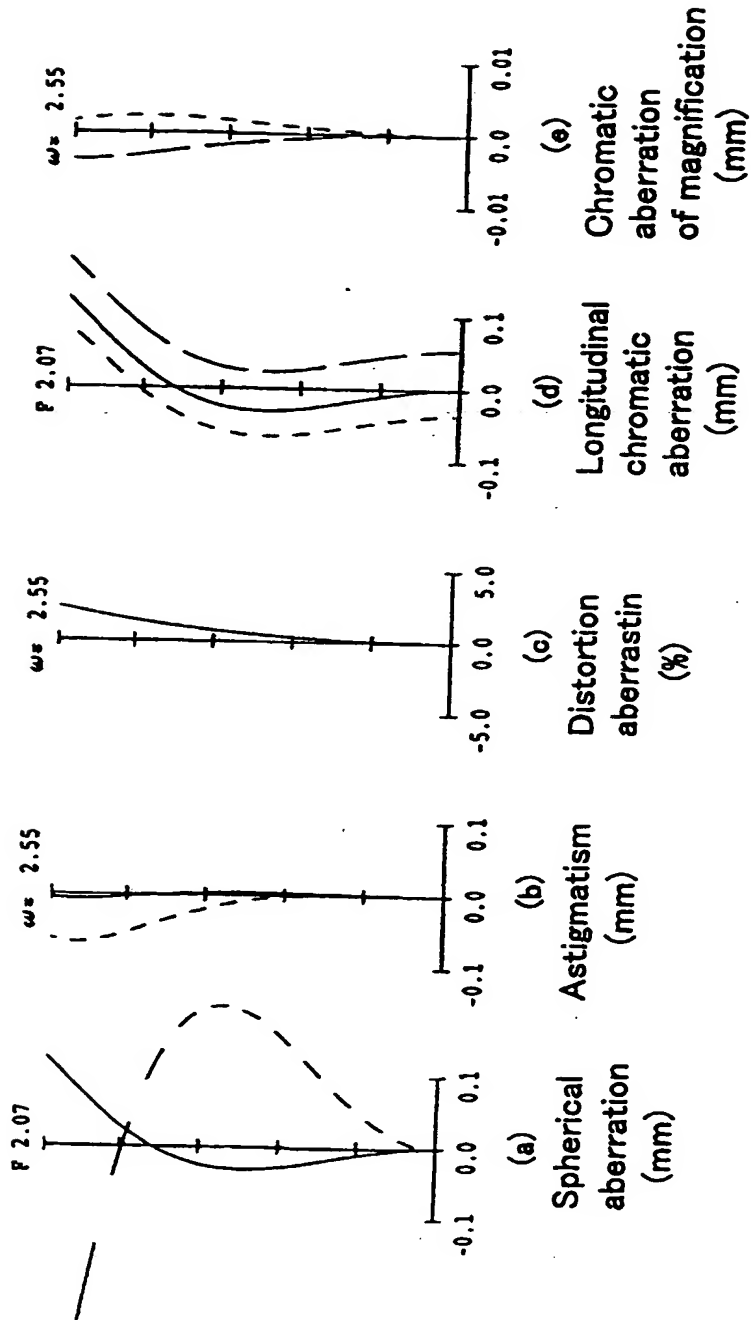 F 2.07
-0.1 0.0 0.1
(a)
Spherical
aberration
(mm)
ω= 2.55
-0.1 0.0 0.1
(b)
Astigmatism
(mm)
ω= 2.55
-5.0 0.0 5.0
(c)
Distortion
aberrastin
(%)
F 2.07
-0.1 0.0 0.1
(d)
Longitudinal
chromatic
aberration
(mm)
ω= 2.55
-0.01 0.0 0.01
(e)
Chromatic
aberration
of magnification
(mm)